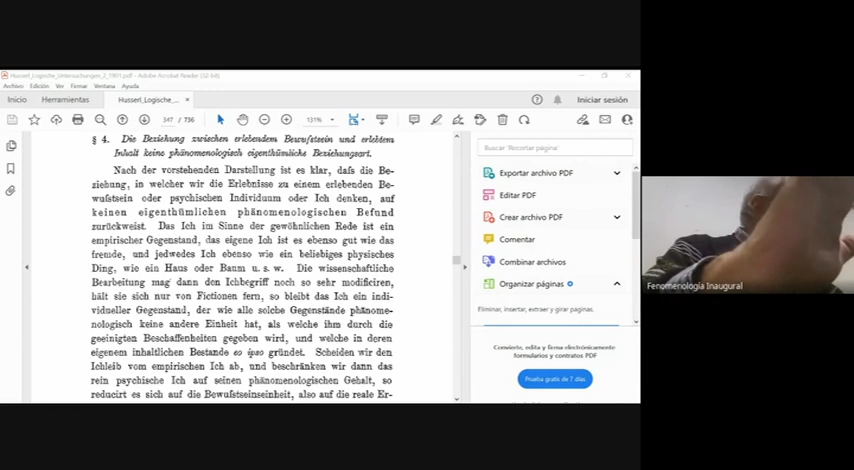 Husserl_Logische_Untersuchungen_2_1901.pdf - Adobe Acrobat Reader (32-bit)
Archivo Edición Ver Firmar Ventana Ayuda
Inicio Herramientas Husserl_Logische_... × Iniciar sesión
347 / 736 131%
§ 4. Die Beziehung zwischen erlebendem Bewufstsein und erlebtem
Inhalt keine phänomenologisch eigenthümliche Beziehungsart.
Nach der vorstehenden Darstellung ist es klar, dafs die Be-
ziehung, in welcher wir die Erlebnisse zu einem erlebenden Be-
wufstsein oder psychischen Individuum oder Ich denken, auf
keinen eigenthümlichen phänomenologischen Befund
zurückweist. Das Ich im Sinne der gewöhnlichen Rede ist ein
empirischer Gegenstand, das eigene Ich ist es ebenso gut wie das
fremde, und jedwedes Ich ebenso wie ein beliebiges physisches
Ding, wie ein Haus oder Baum u. s. w. Die wissenschaftliche
Bearbeitung mag dann den Ichbegriff noch so sehr modificiren,
hält sie sich nur von Fictionen fern, so bleibt das Ich ein indi-
vidueller Gegenstand, der wie alle solche Gegenstände phänome-
nologisch keine andere Einheit hat, als welche ihm durch die
geeinigten Beschaffenheiten gegeben wird, und welche in deren
eigenem inhaltlichen Bestande eo ipso gründet. Scheiden wir den
Ichleib vom empirischen Ich ab, und beschränken wir dann das
rein psychische Ich auf seinen phänomenologischen Gehalt, so
reducirt es sich auf die Bewufstseinseinheit, also auf die reale Er-
Buscar 'Recortar página'
Exportar archivo PDF
Editar PDF
Crear archivo PDF
Comentar
Combinar archivos
Organizar páginas
Eliminar, insertar, extraer y girar páginas.
Convierte, edita y firma electrónicamente
formularios y contratos PDF
Prueba gratis de 7 días
Fenomenología Inaugural